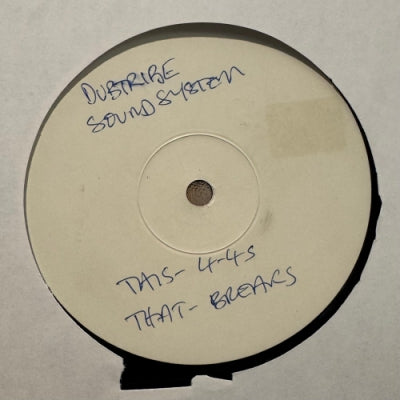 DUBTRIBE
SOUNDSYSTEM
THIS- 4-4s
THAT- BREAKS